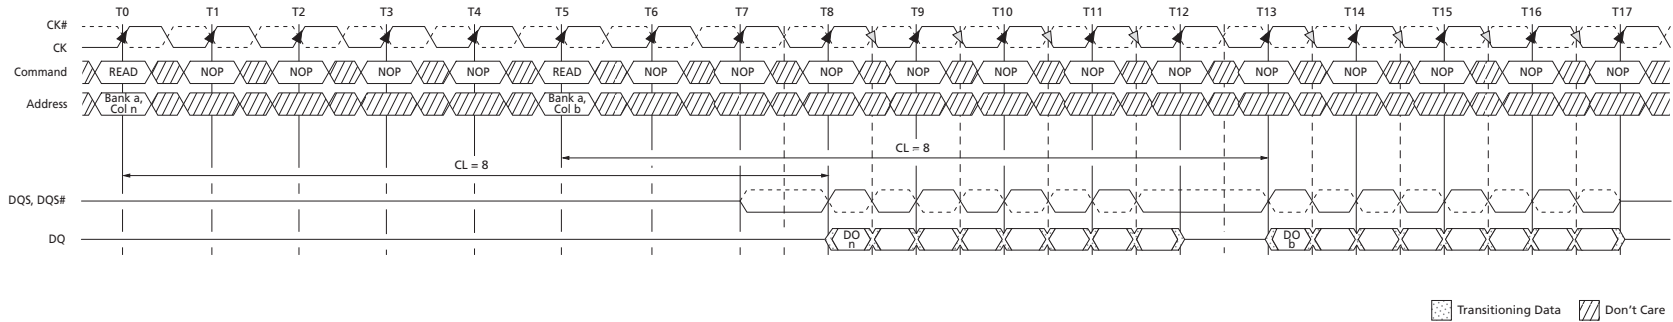 T0 T1 T2 T3 T4 T5 T6 T7 T8 T9 T10 T11 T12 T13 T14 T15 T16 T17
CK#
CK
Command READ NOP NOP NOP NOP READ NOP NOP NOP NOP NOP NOP NOP NOP NOP NOP NOP NOP
Address Bank a, Bank a,
Col n Col b
CL = 8
CL = 8
DQS, DQS#
DQ DO DO
n b
Transitioning Data Don't Care